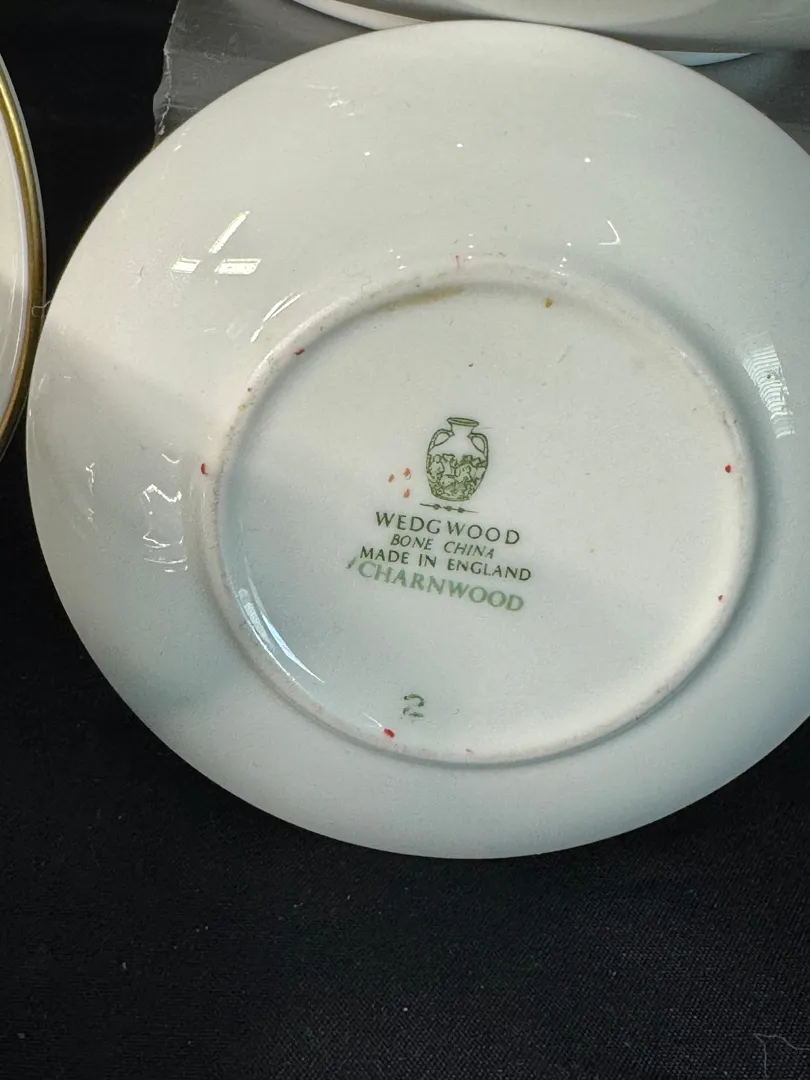 WEDGWOOD
BONE CHINA
MADE IN ENGLAND
CHARNWOOD
2